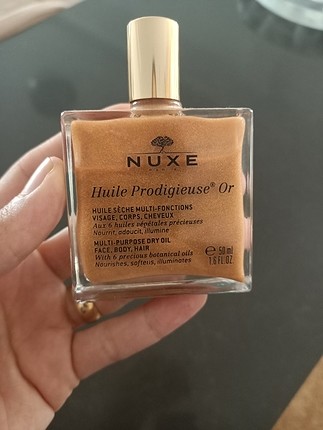 NUXE
PARIS
Huile Prodigieuse® Or
HUILE SÈCHE MULTI-FONCTIONS
VISAGE, CORPS, CHEVEUX
Aux 6 huiles végétales précieuses
Nourrit, adoucit, illumine
MULTI-PURPOSE DRY OIL
FACE, BODY, HAIR
With 6 precious botanical oils
Nourishes, softens, illuminates
℮ 50 ml
1.6 FL.OZ